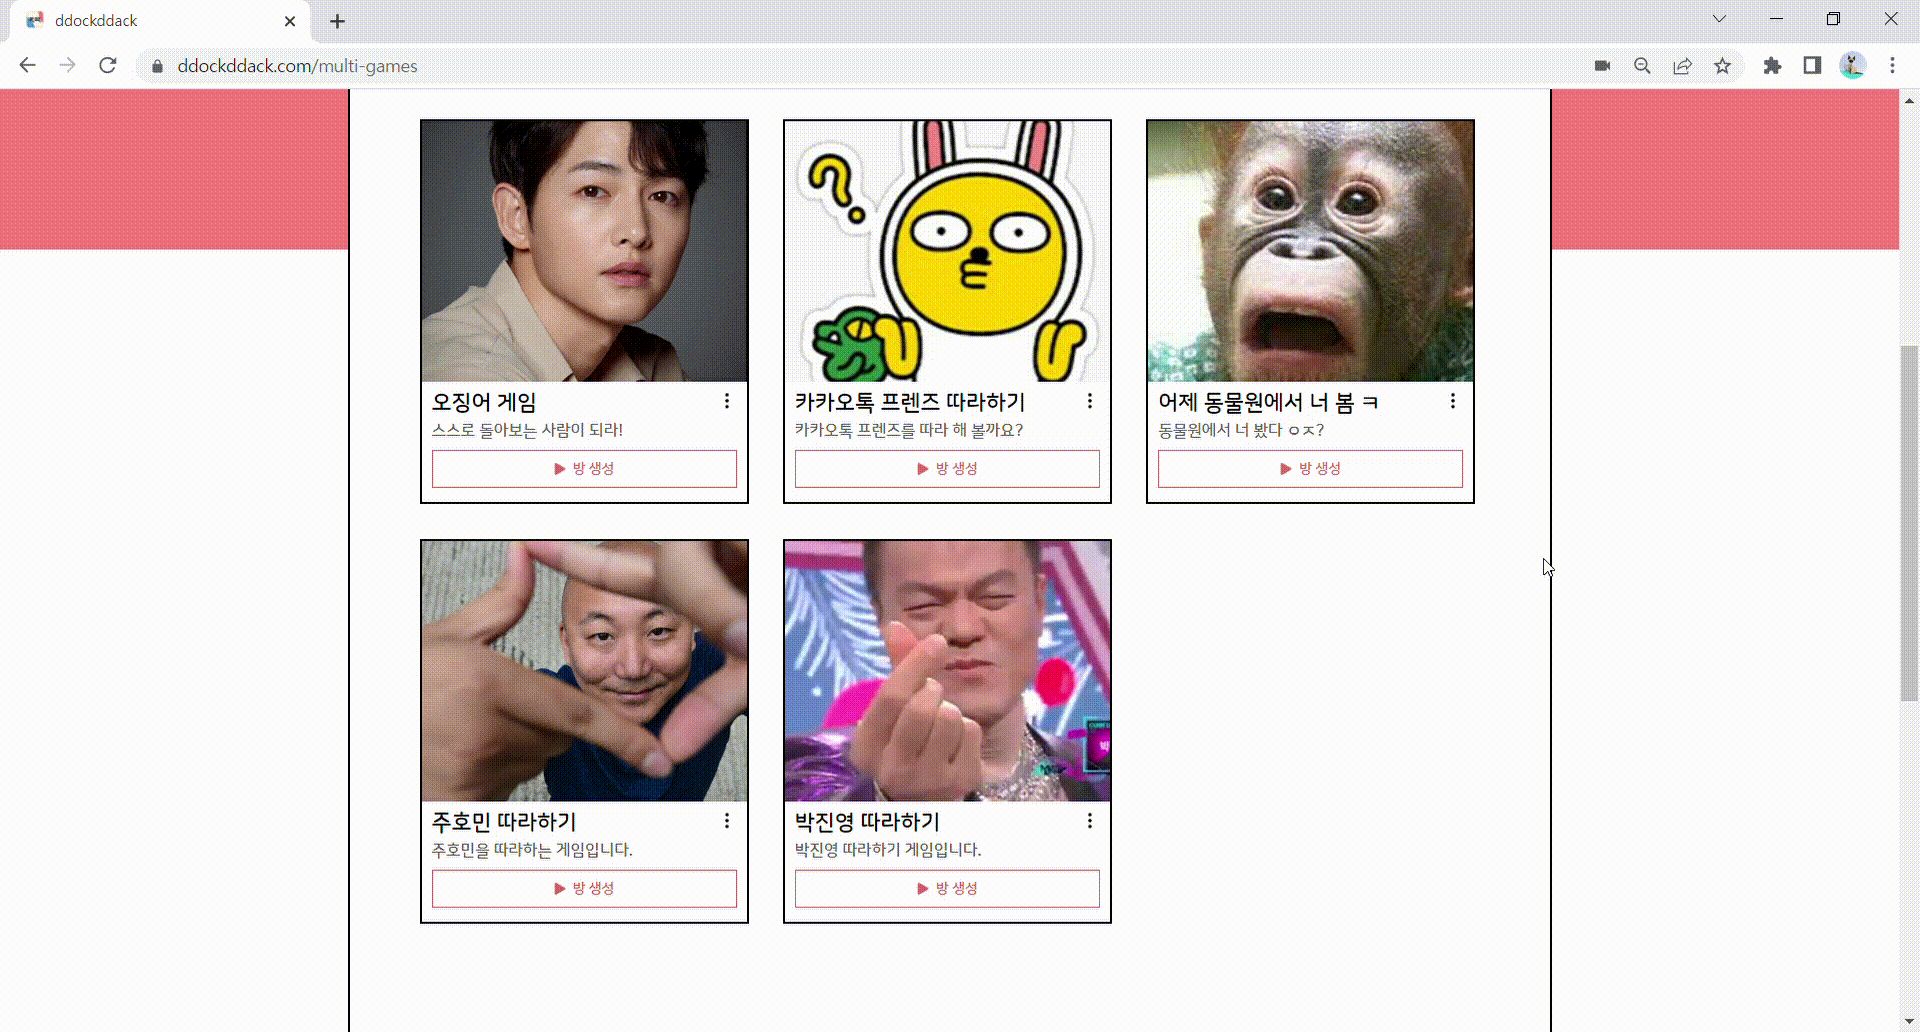 ddockddack
ddockddack.com/multi-games
오징어 게임
스스로 돌아보는 사람이 되라!
방 생성
카카오톡 프렌즈 따라하기
카카오톡 프렌즈를 따라 해 볼까요?
방 생성
어제 동물원에서 너 봄 ㅋ
동물원에서 너 봤다 ㅇㅈ?
방 생성
주호민 따라하기
주호민을 따라하는 게임입니다.
방 생성
박진영 따라하기
박진영 따라하기 게임입니다.
방 생성